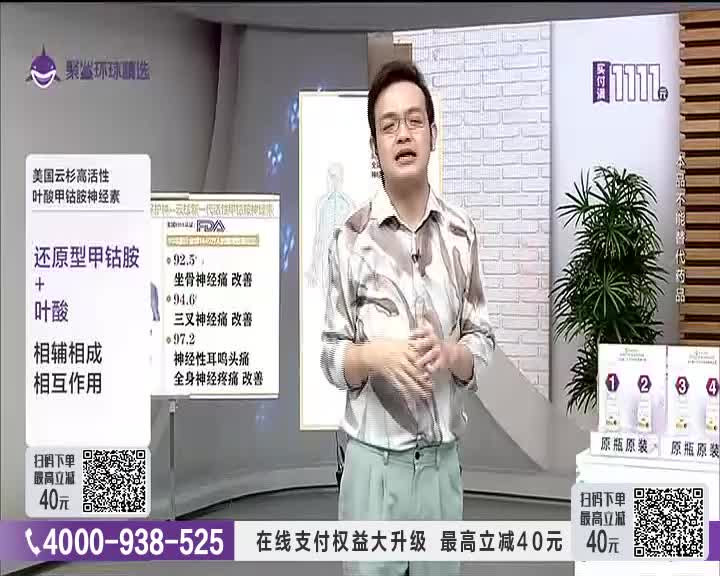 聚鲨环球精选
买付满1111元
本品不能替代药品
美国云杉高活性
叶酸甲钴胺神经素
还原型甲钴胺
+
叶酸
相辅相成
相互作用
FDA
92.5
坐骨神经痛 改善
94.6
三叉神经痛 改善
97.2
神经性耳鸣头痛
全身神经疼痛 改善
1 2 3 4
原瓶原装 原瓶原装
扫码下单
最高立减
40元
扫码下单
最高立减
40元
4000-938-525
在线支付权益大升级 最高立减40元